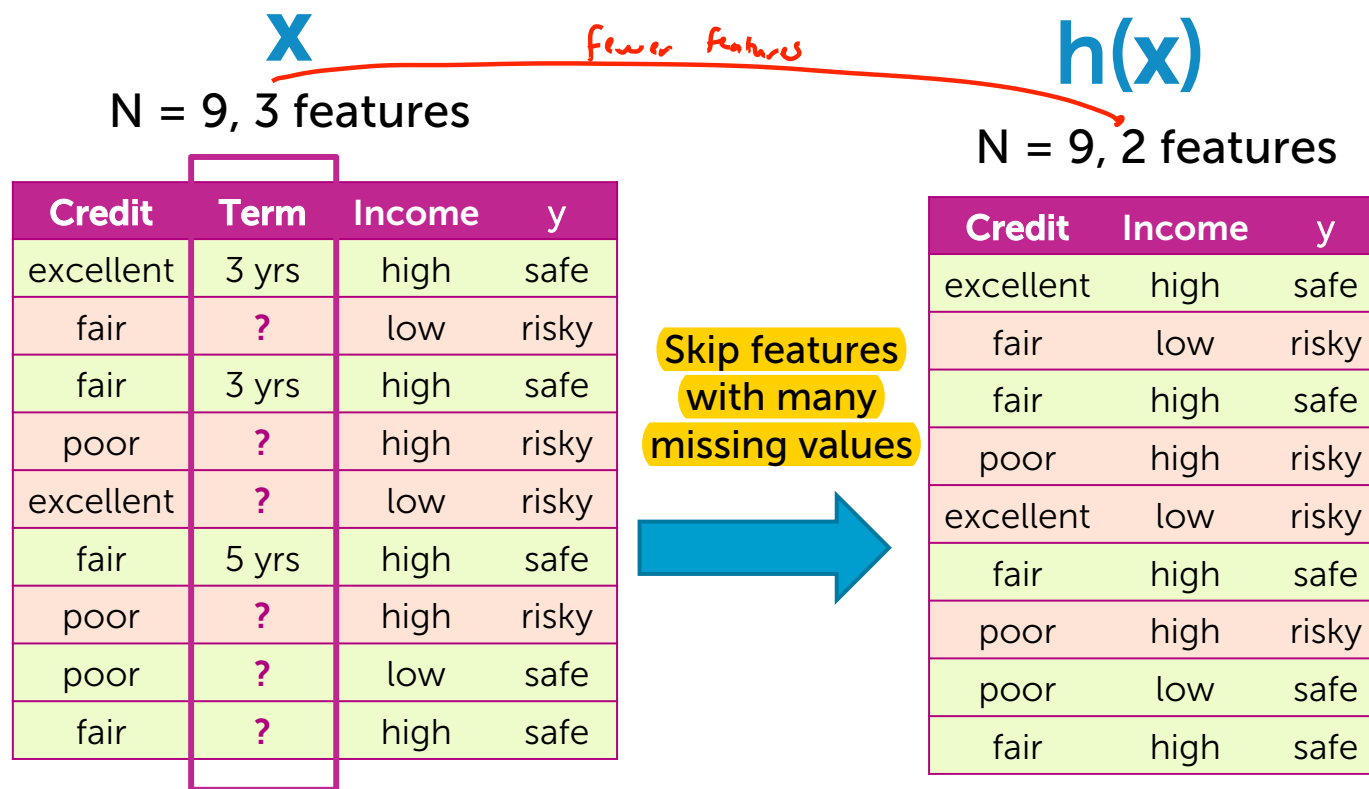 x
fewer features
h(x)
N = 9, 3 features
N = 9, 2 features
Credit Term Income y
excellent 3 yrs high safe
fair ? low risky
fair 3 yrs high safe
poor ? high risky
excellent ? low risky
fair 5 yrs high safe
poor ? high risky
poor ? low safe
fair ? high safe
Skip features
with many
missing values
Credit Income y
excellent high safe
fair low risky
fair high safe
poor high risky
excellent low risky
fair high safe
poor high risky
poor low safe
fair high safe